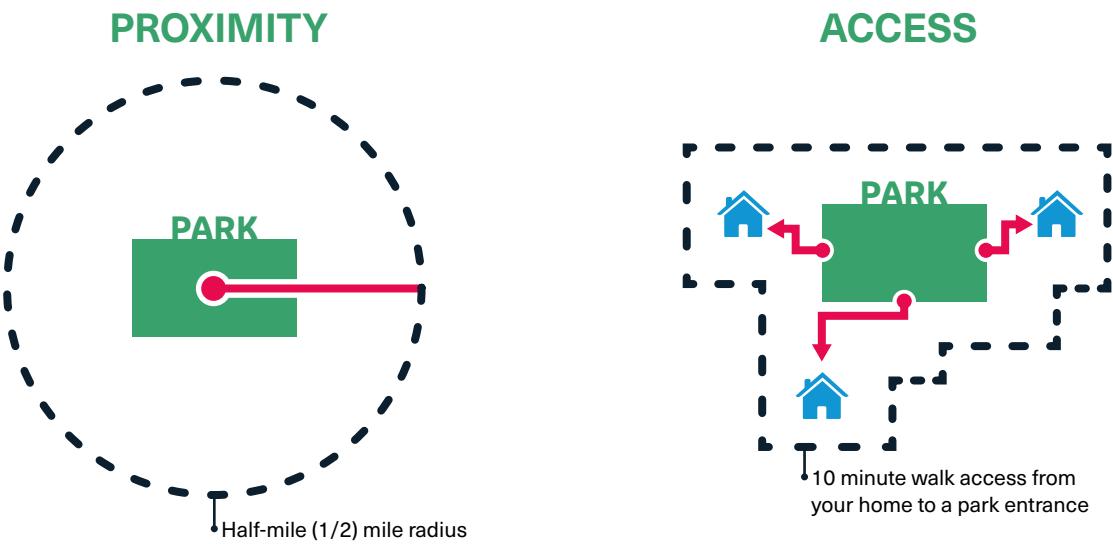 PROXIMITY
PARK
Half-mile (1/2) mile radius
ACCESS
PARK
10 minute walk access from
your home to a park entrance